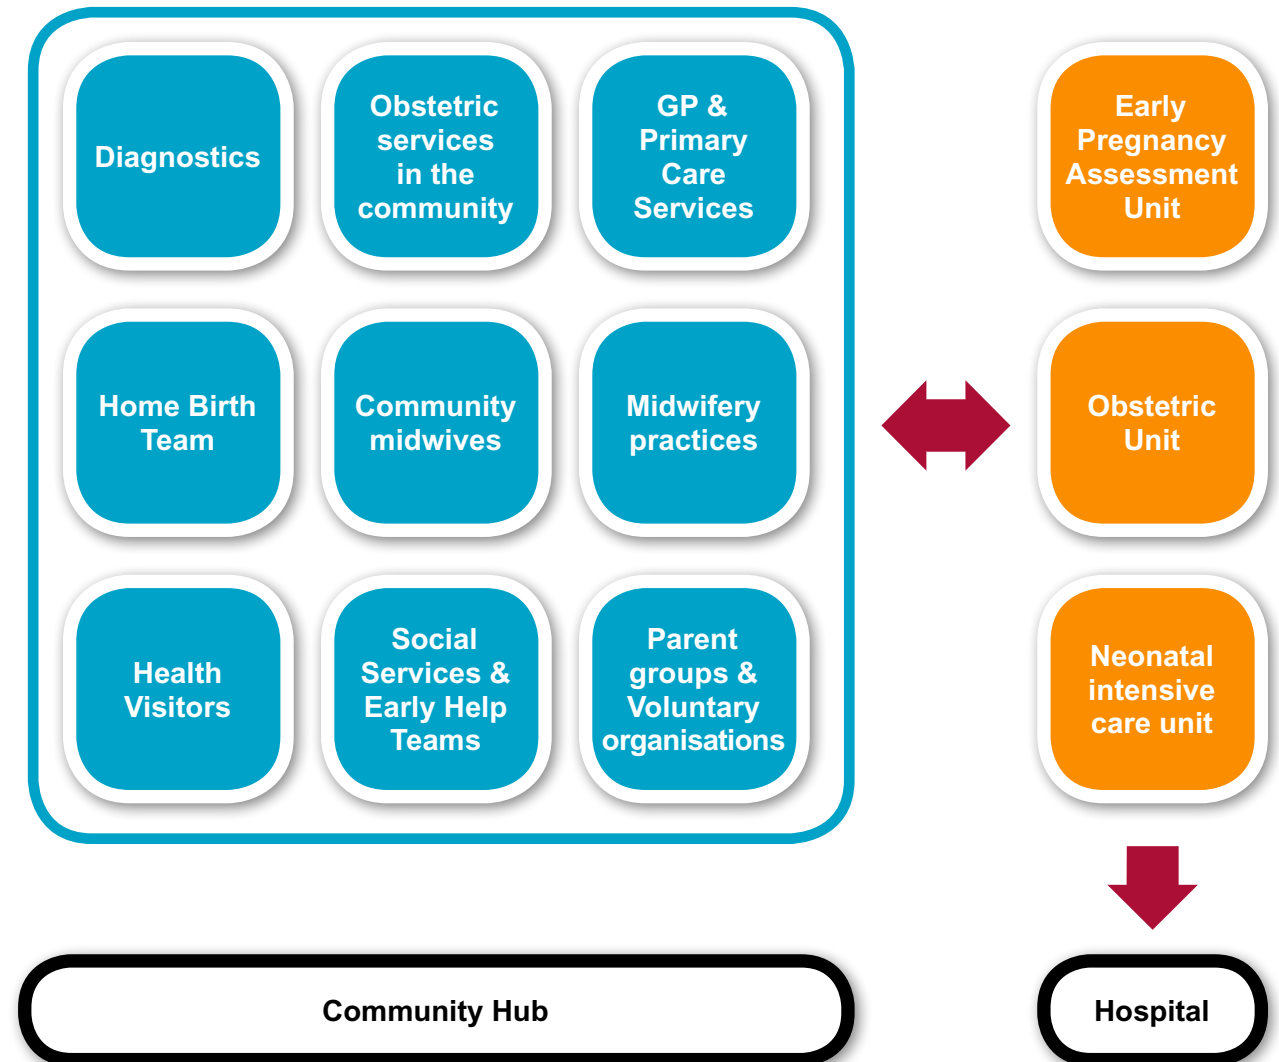 Diagnostics
Obstetric
services
in the
community
GP &
Primary
Care
Services
Early
Pregnancy
Assessment
Unit
Home Birth
Team
Community
midwives
Midwifery
practices
Obstetric
Unit
Health
Visitors
Social
Services &
Early Help
Teams
Parent
groups &
Voluntary
organisations
Neonatal
intensive
care unit
Community Hub
Hospital